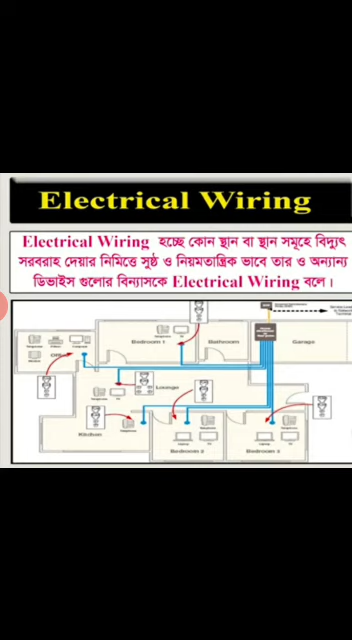 Electrical Wiring
Electrical Wiring হচ্ছে কোন স্থান বা স্থান সমূহে বিদ্যুৎ
সরবরাহ দেয়ার নিমিত্তে সুষ্ঠ ও নিয়মতান্ত্রিক ভাবে তার ও অন্যান্য
ডিভাইস গুলোর বিন্যাসকে Electrical Wiring বলে।
Bedroom 1
Bathroom
Garage
Lounge
Kitchen
Bedroom 2
Bedroom 3